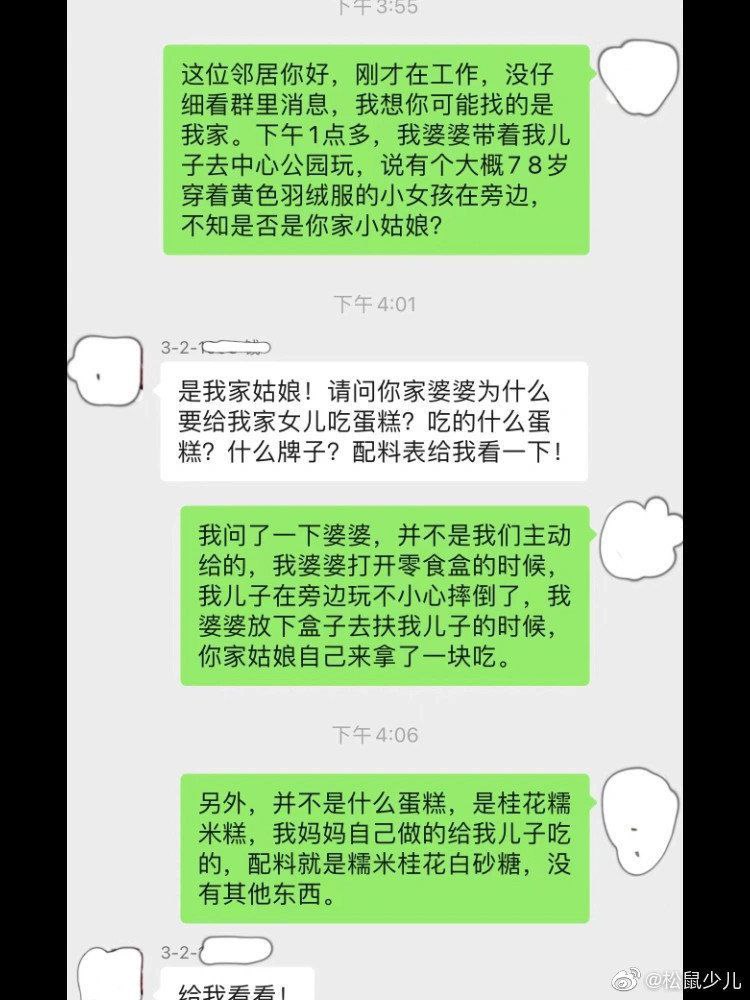 下午 3:55
这位邻居你好，刚才在工作，没仔
细看群里消息，我想你可能找的是
我家。下午1点多，我婆婆带着我儿
子去中心公园玩，说有个大概7 8岁
穿着黄色羽绒服的小女孩在旁边，
不知是否是你家小姑娘？
下午 4:01
3-2-1
是我家姑娘！请问你家婆婆为什么
要给我家女儿吃蛋糕？吃的什么蛋
糕？什么牌子？配料表给我看一下！
我问了一下婆婆，并不是我们主动
给的，我婆婆打开零食盒的时候，
我儿子在旁边玩不小心摔倒了，我
婆婆放下盒子去扶我儿子的时候，
你家姑娘自己来拿了一块吃。
下午 4:06
另外，并不是什么蛋糕，是桂花糯
米糕，我妈妈自己做的给我儿子吃
的，配料就是糯米桂花白砂糖，没
有其他东西。
3-2-
给我看看！
@松鼠少儿